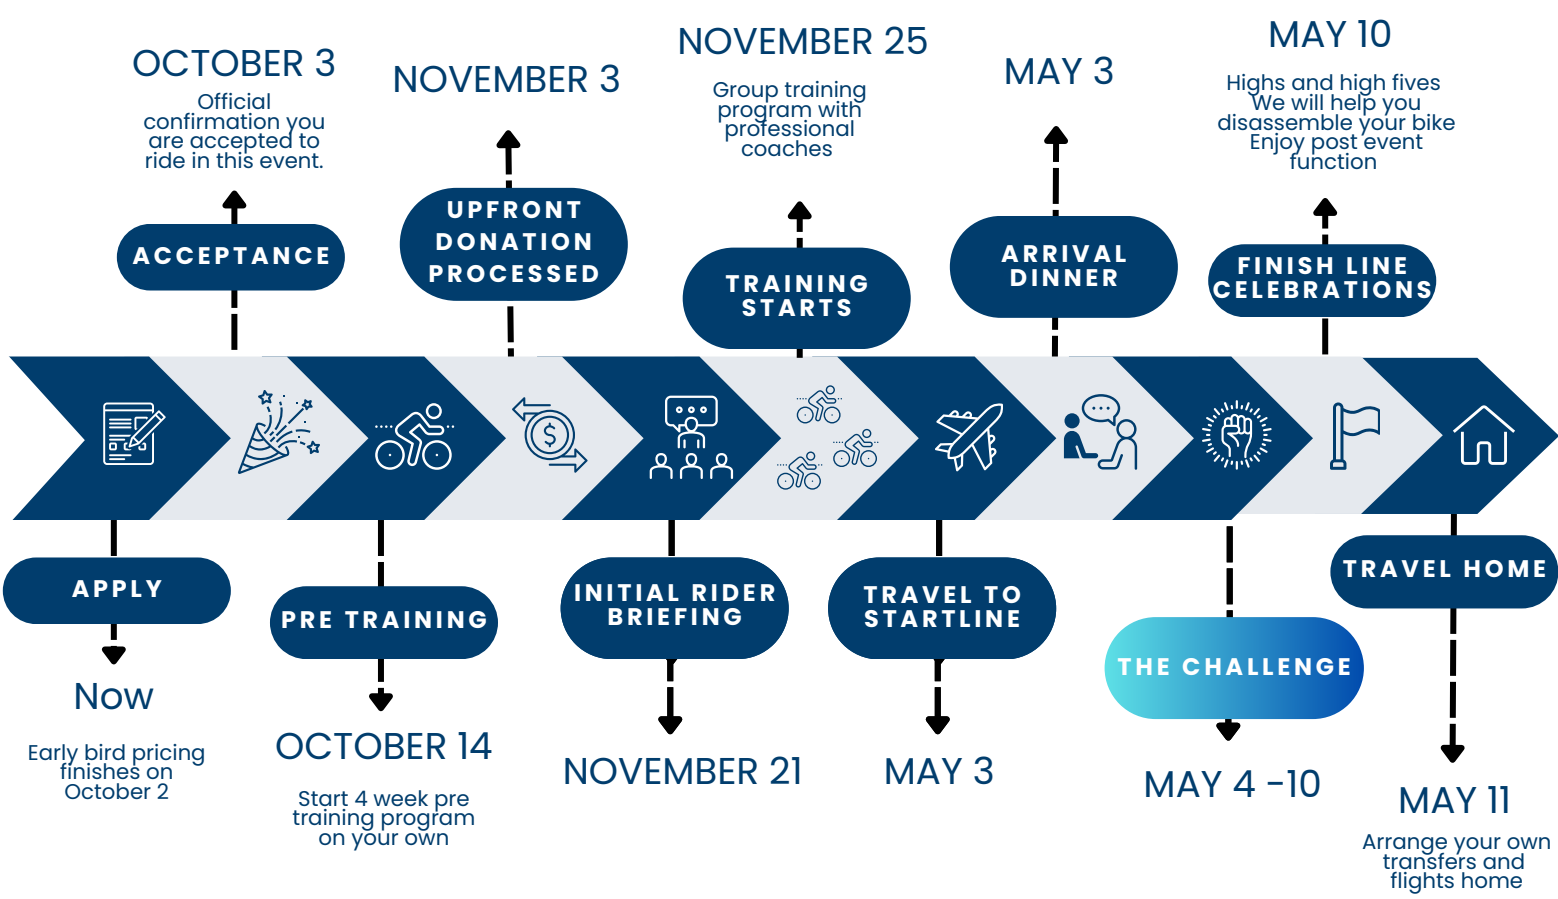 OCTOBER 3
Official
confirmation you
are accepted to
ride in this event.
ACCEPTANCE
NOVEMBER 3
UPFRONT
DONATION
PROCESSED
NOVEMBER 25
Group training
program with
professional
coaches
TRAINING
STARTS
MAY 3
ARRIVAL
DINNER
MAY 10
Highs and high fives
We will help you
disassemble your bike
Enjoy post event
function
FINISH LINE
CELEBRATIONS
$
APPLY
Now
Early bird pricing
finishes on
October 2
PRE TRAINING
OCTOBER 14
Start 4 week pre
training program
on your own
INITIAL RIDER
BRIEFING
NOVEMBER 21
TRAVEL TO
STARTLINE
MAY 3
THE CHALLENGE
MAY 4 -10
TRAVEL HOME
MAY 11
Arrange your own
transfers and
flights home